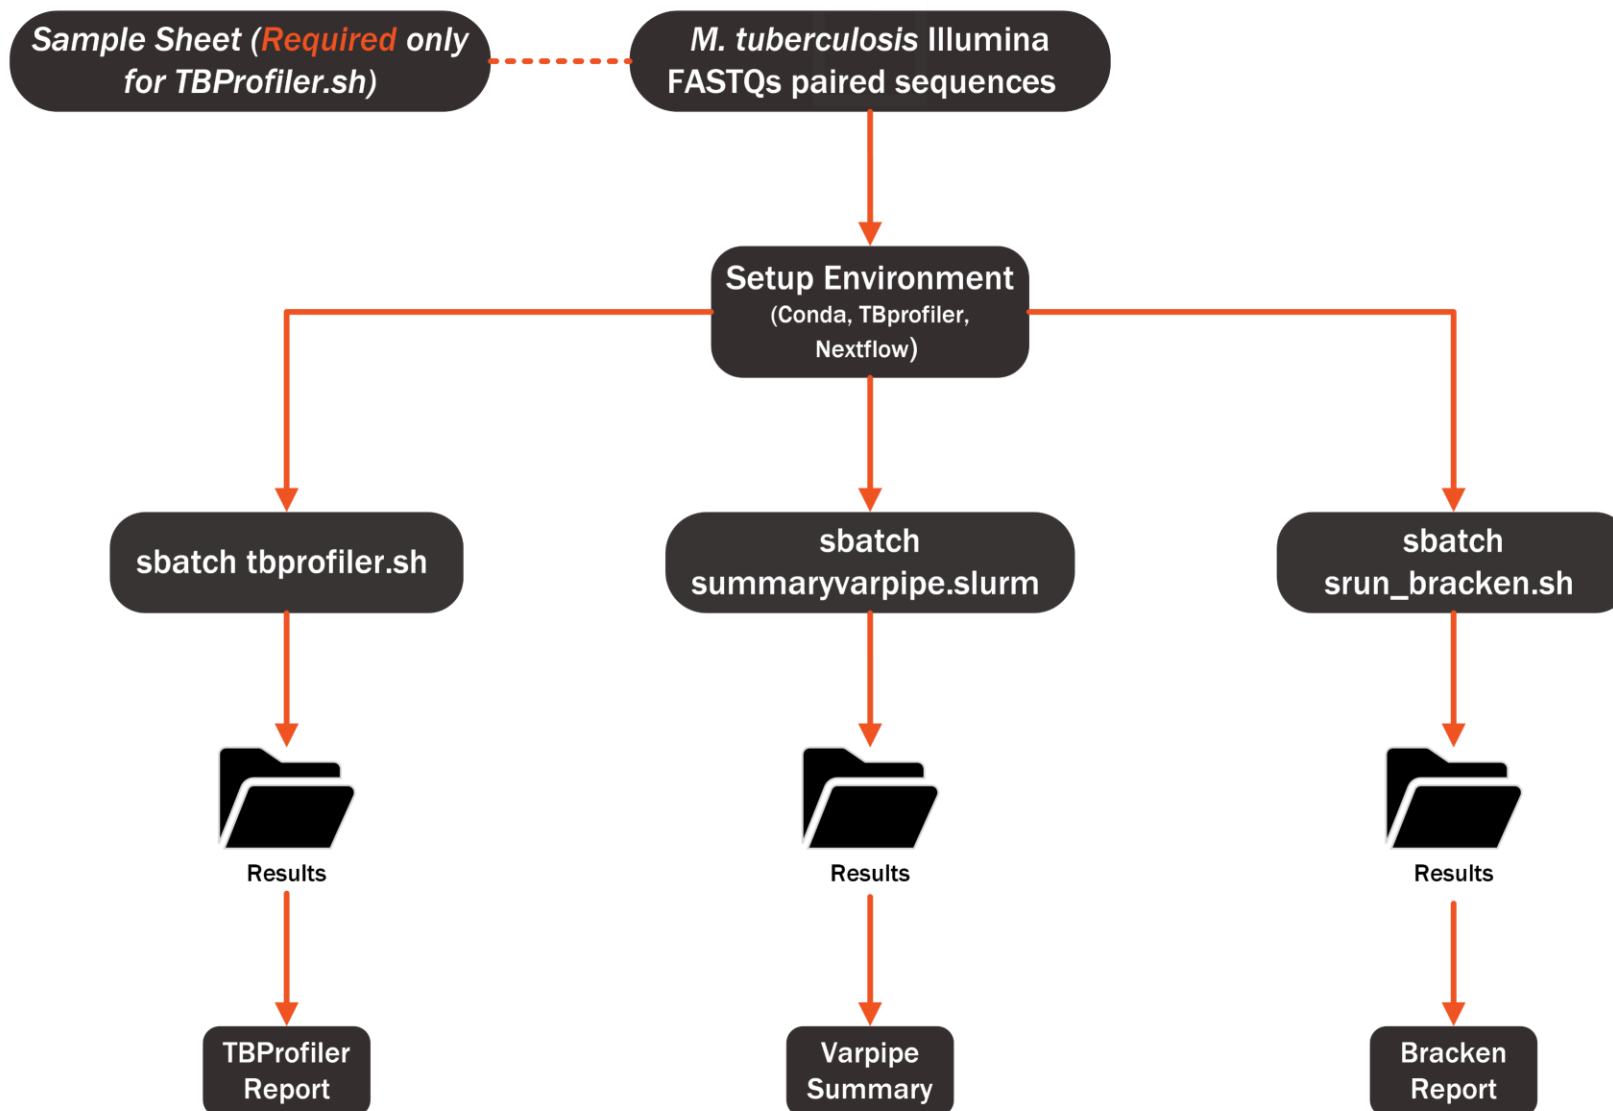 Sample Sheet (Required only
for TBProfiler.sh)
M. tuberculosis Illumina
FASTQs paired sequences
Setup Environment
(Conda, TBprofiler,
Nextflow)
sbatch tbprofiler.sh
sbatch
summaryvarpipe.slurm
sbatch
srun_bracken.sh
Results
Results
Results
TBProfiler
Report
Varpipe
Summary
Bracken
Report